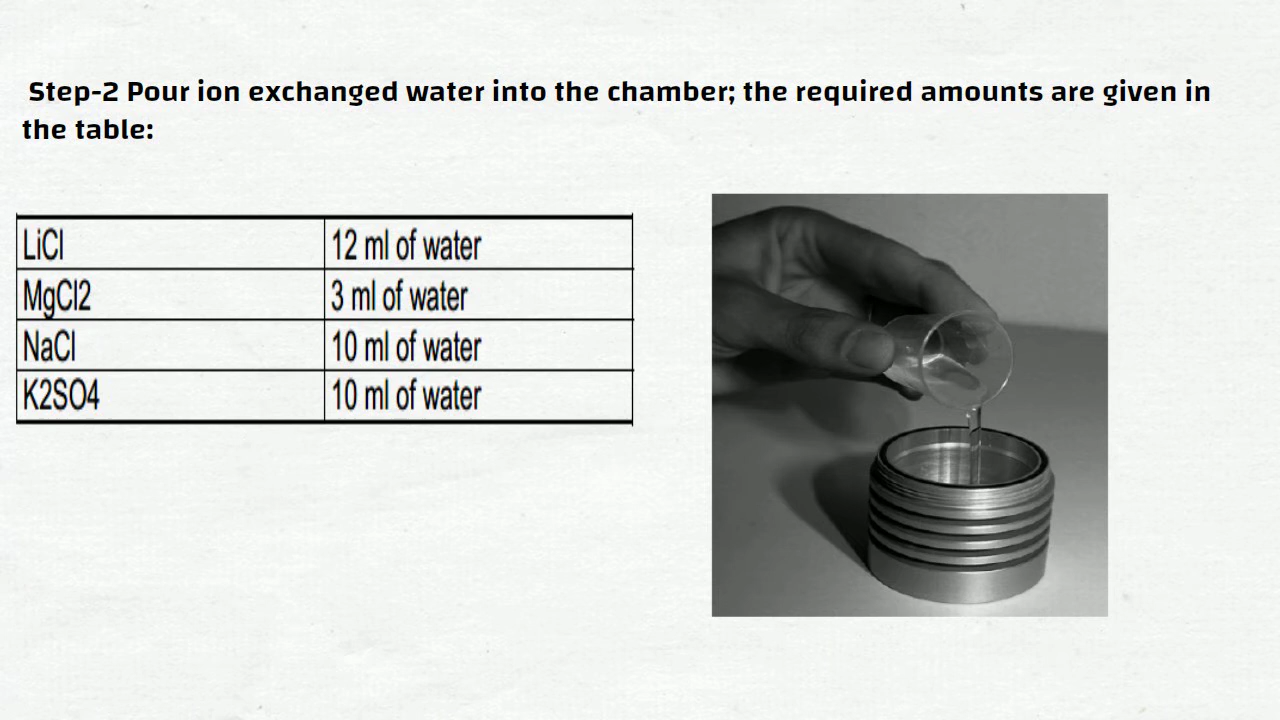 Step-2 Pour ion exchanged water into the chamber; the required amounts are given in
the table:
LiCl 12 ml of water
MgCl2 3 ml of water
NaCl 10 ml of water
K2SO4 10 ml of water